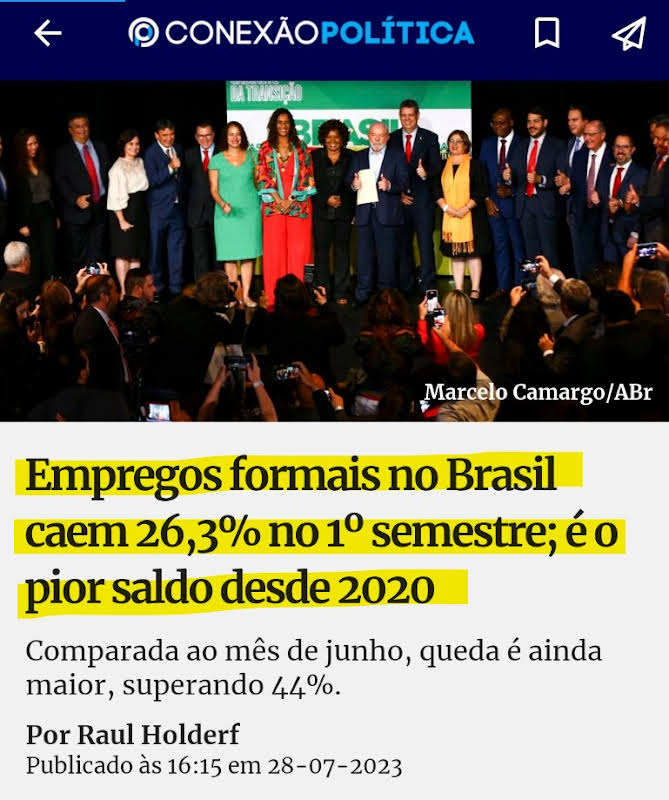 CONEXÃOPOLÍTICA
DA TRANSIÇÃO
BRASIL
Marcelo Camargo/ABr
Empregos formais no Brasil
caem 26,3% no 1º semestre; é o
pior saldo desde 2020
Comparada ao mês de junho, queda é ainda
maior, superando 44%.
Por Raul Holderf
Publicado às 16:15 em 28-07-2023